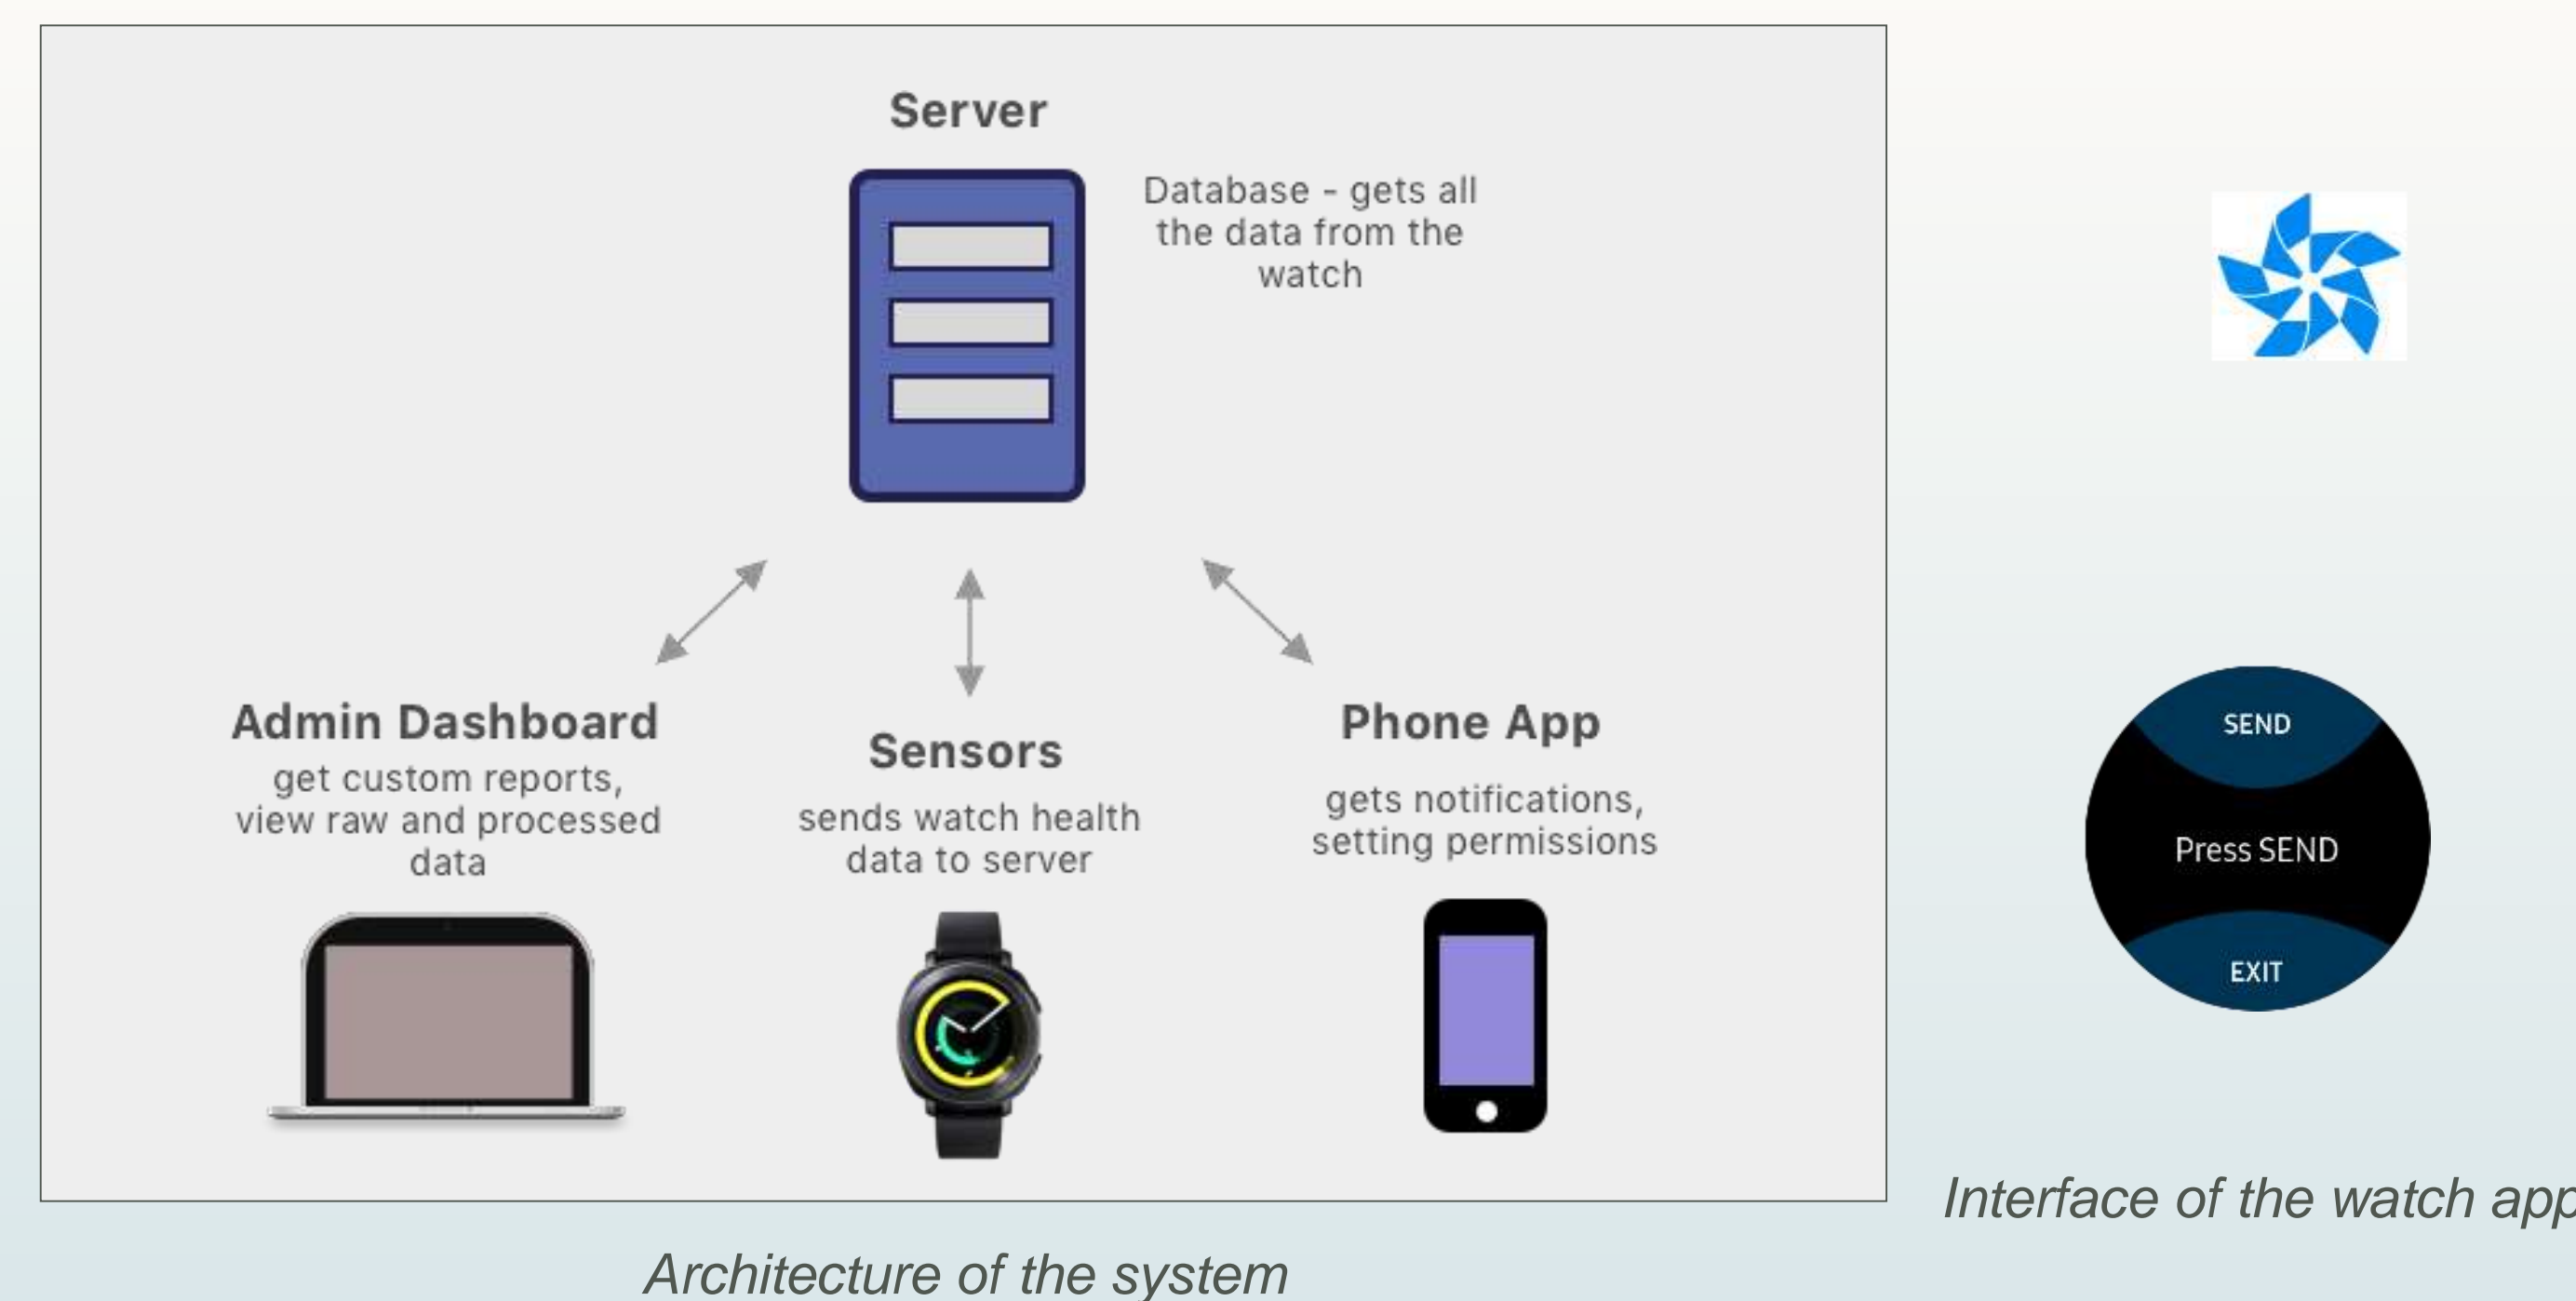 Server
Database - gets all
the data from the
watch
Admin Dashboard
get custom reports,
view raw and processed
data
Sensors
sends watch health
data to server
Phone App
gets notifications,
setting permissions
SEND
Press SEND
EXIT
Interface of the watch app
Architecture of the system